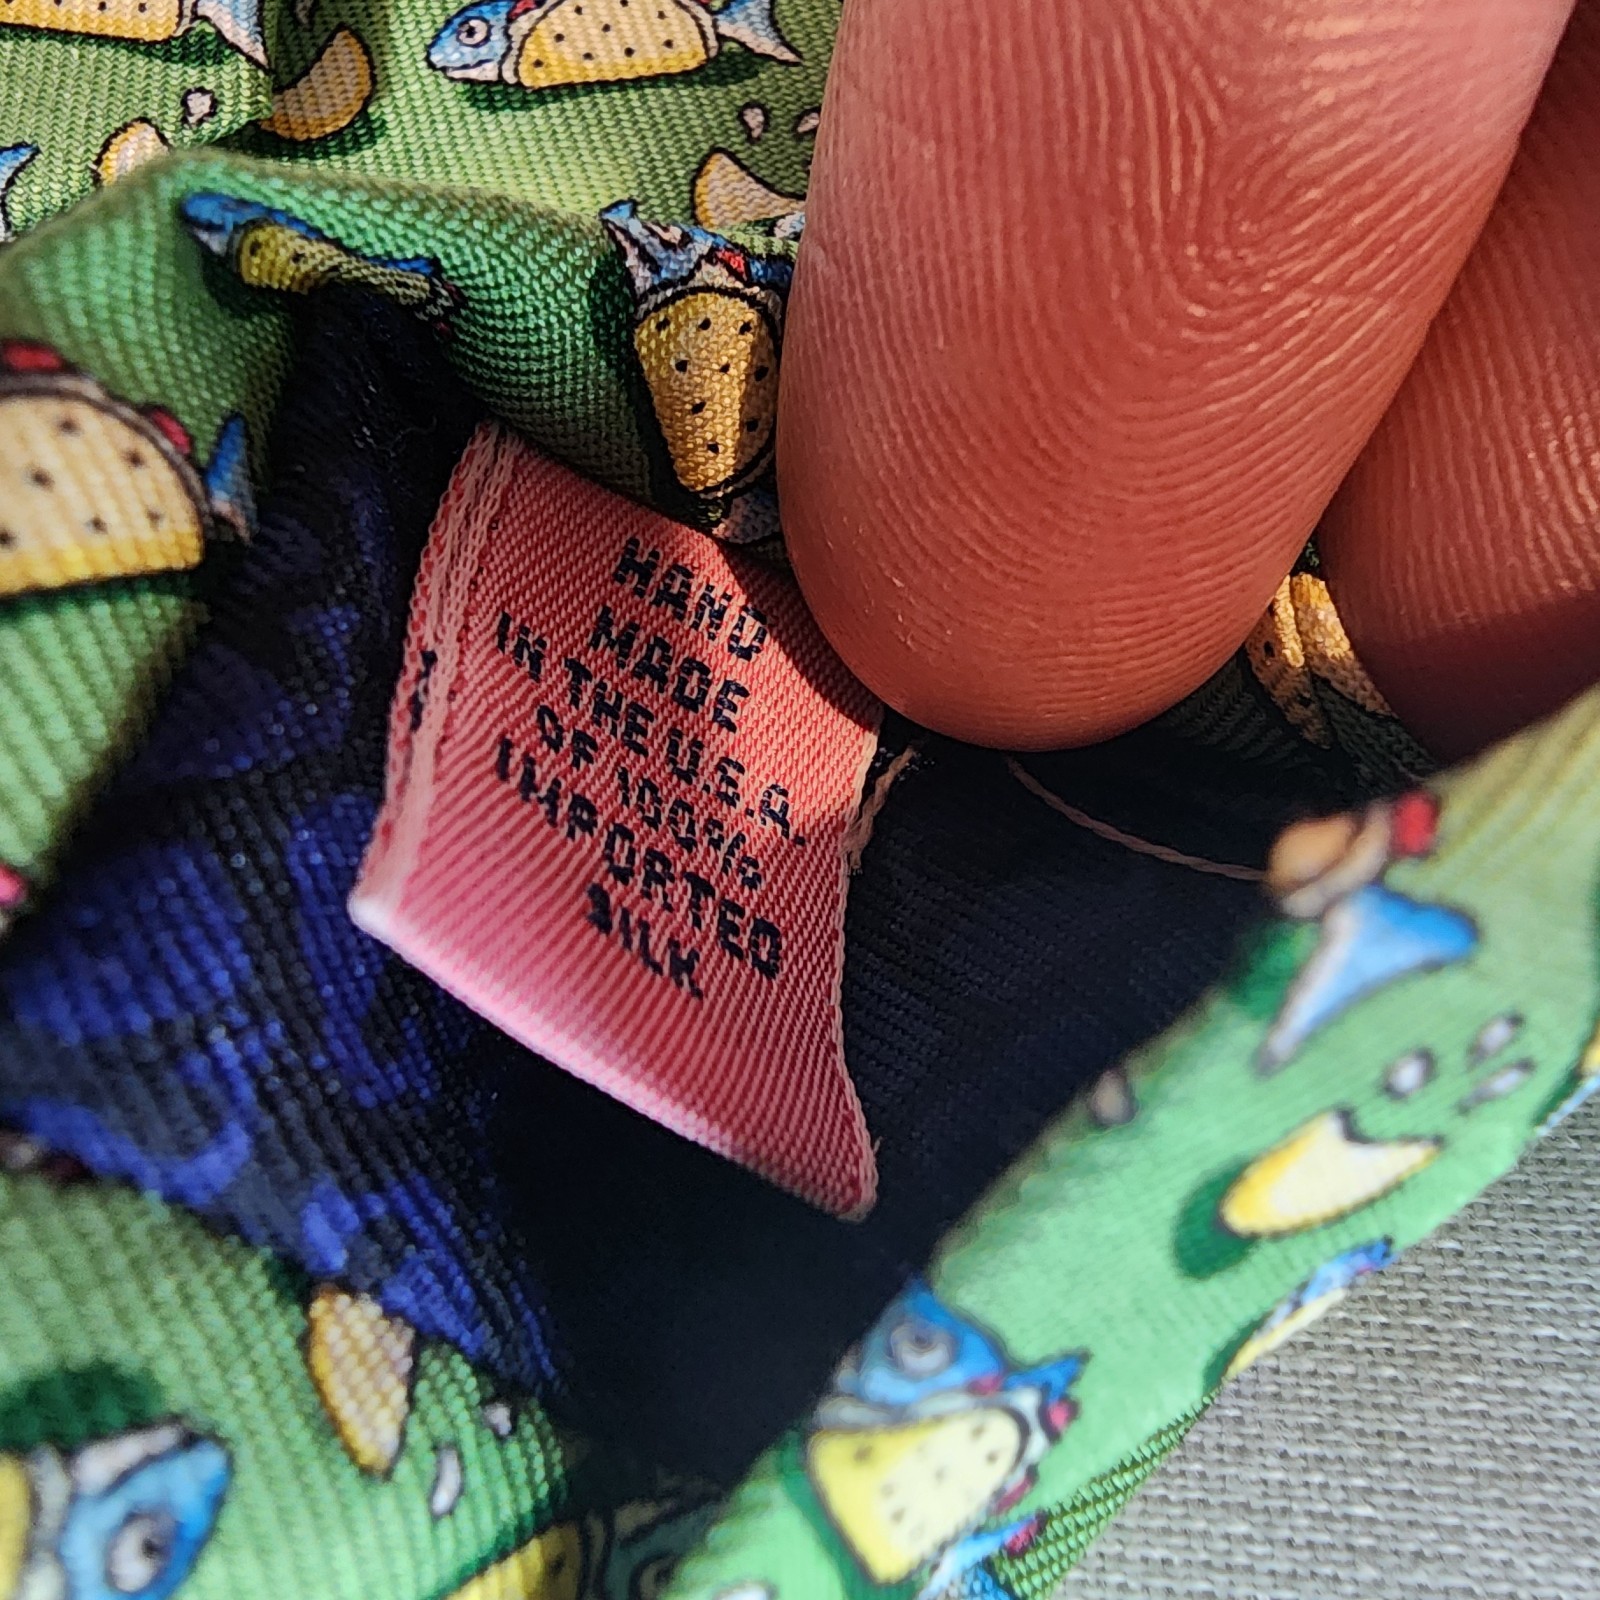 HAND
MADE
IN THE U.S.A.
OF 100%
IMPORTED
SILK